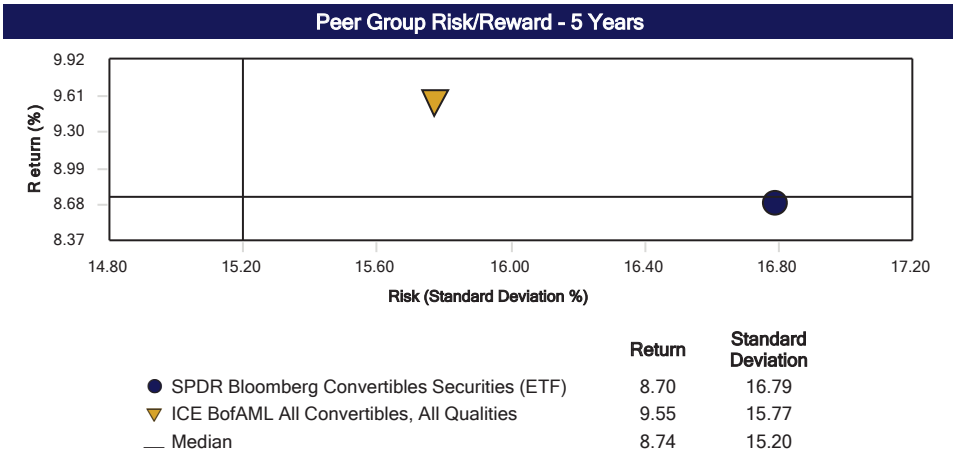 Peer Group Risk/Reward - 5 Years
R eturn (%)
9.92
9.61
9.30
8.99
8.68
8.37
14.80 15.20 15.60 16.00 16.40 16.80 17.20
Risk (Standard Deviation %)
Return Standard Deviation
SPDR Bloomberg Convertibles Securities (ETF) 8.70 16.79
ICE BofAML All Convertibles, All Qualities 9.55 15.77
Median 8.74 15.20